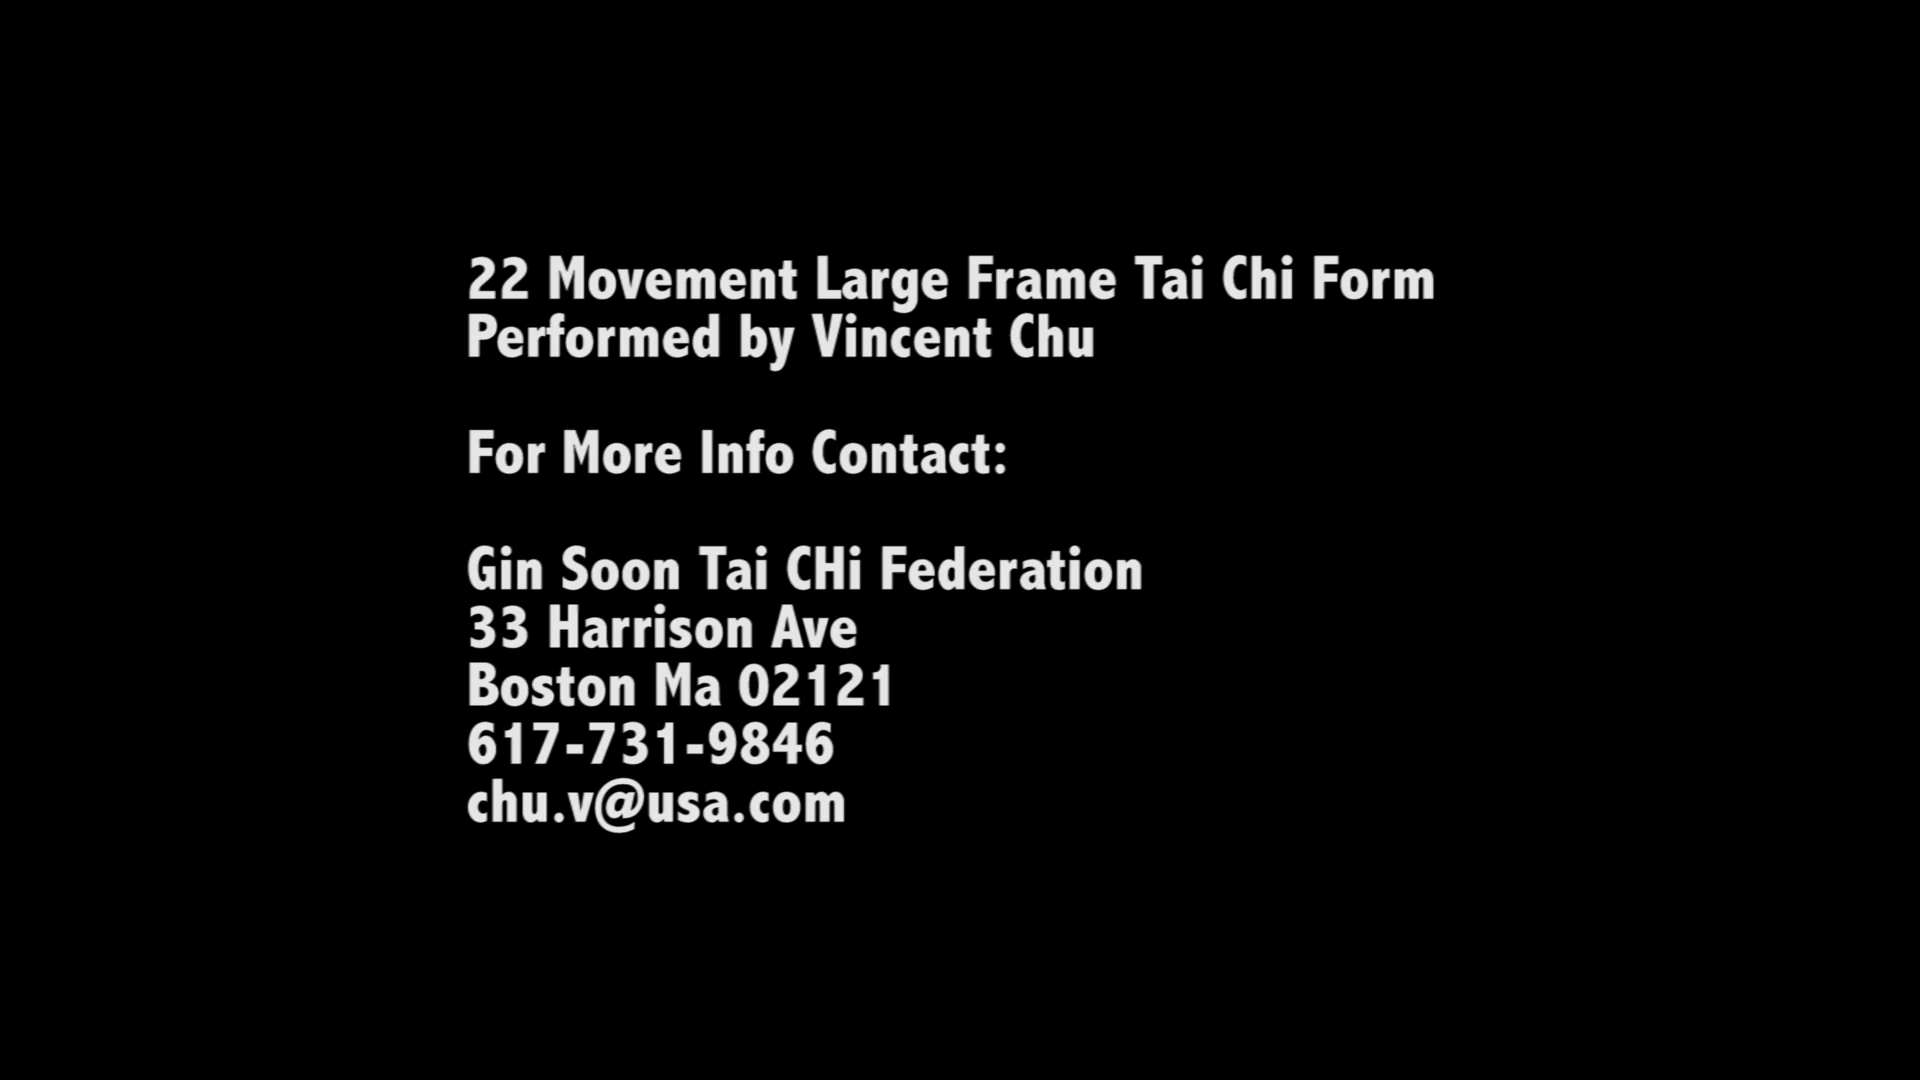 22 Movement Large Frame Tai Chi Form
Performed by Vincent Chu
For More Info Contact:
Gin Soon Tai CHi Federation
33 Harrison Ave
Boston Ma 02121
617-731-9846
chu.v@usa.com